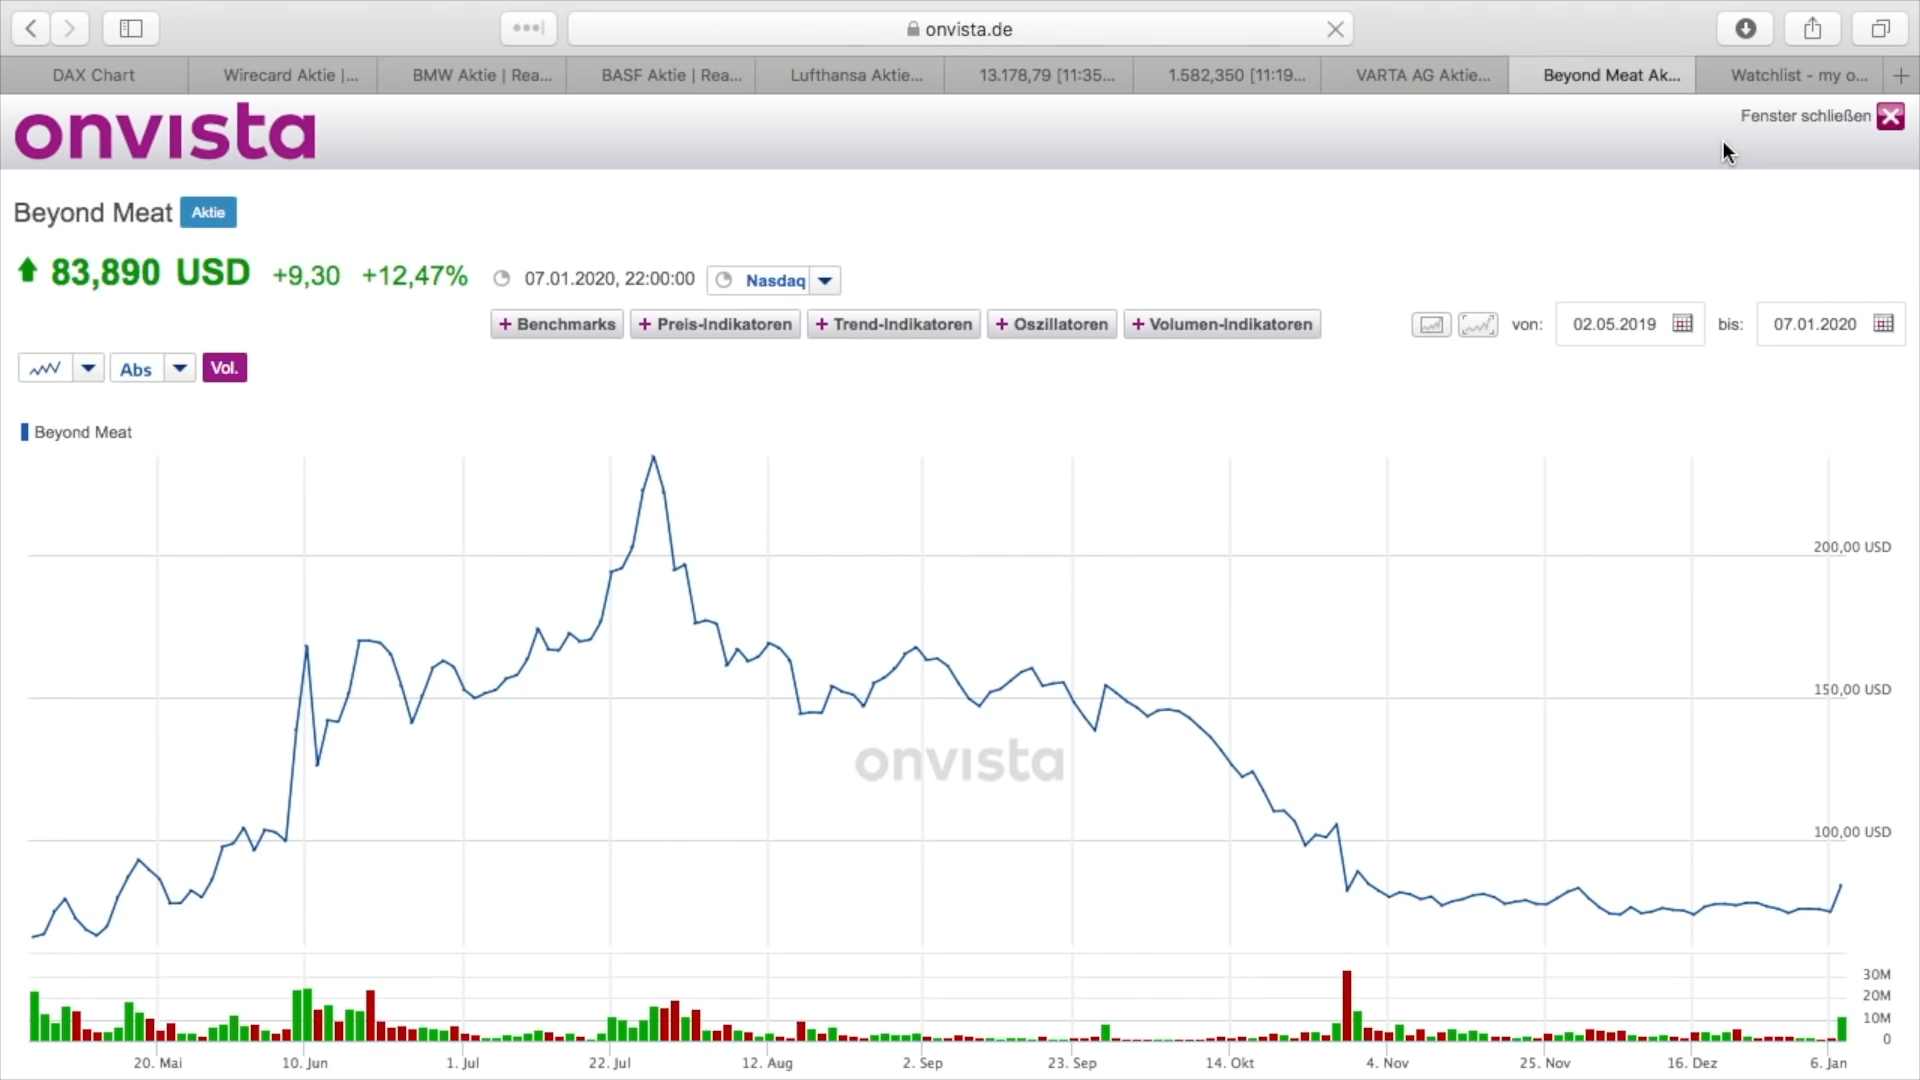 onvista.de
DAX Chart
Wirecard Aktie |...
BMW Aktie | Rea...
BASF Aktie | Rea...
Lufthansa Aktie...
13.178,79 [11:35...
1.582,350 [11:19...
VARTA AG Aktie...
Beyond Meat Ak...
Watchlist - my o...
onvista
Fenster schließen
Beyond Meat Aktie
83,890 USD +9,30 +12,47% 07.01.2020, 22:00:00 Nasdaq
+ Benchmarks + Preis-Indikatoren + Trend-Indikatoren + Oszillatoren + Volumen-Indikatoren von: 02.05.2019 bis: 07.01.2020
Abs Vol.
Beyond Meat
200,00 USD
150,00 USD
onvista
100,00 USD
30M
20M
10M
0
20. Mai 10. Jun 1. Jul 22. Jul 12. Aug 2. Sep 23. Sep 14. Okt 4. Nov 25. Nov 16. Dez 6. Jan